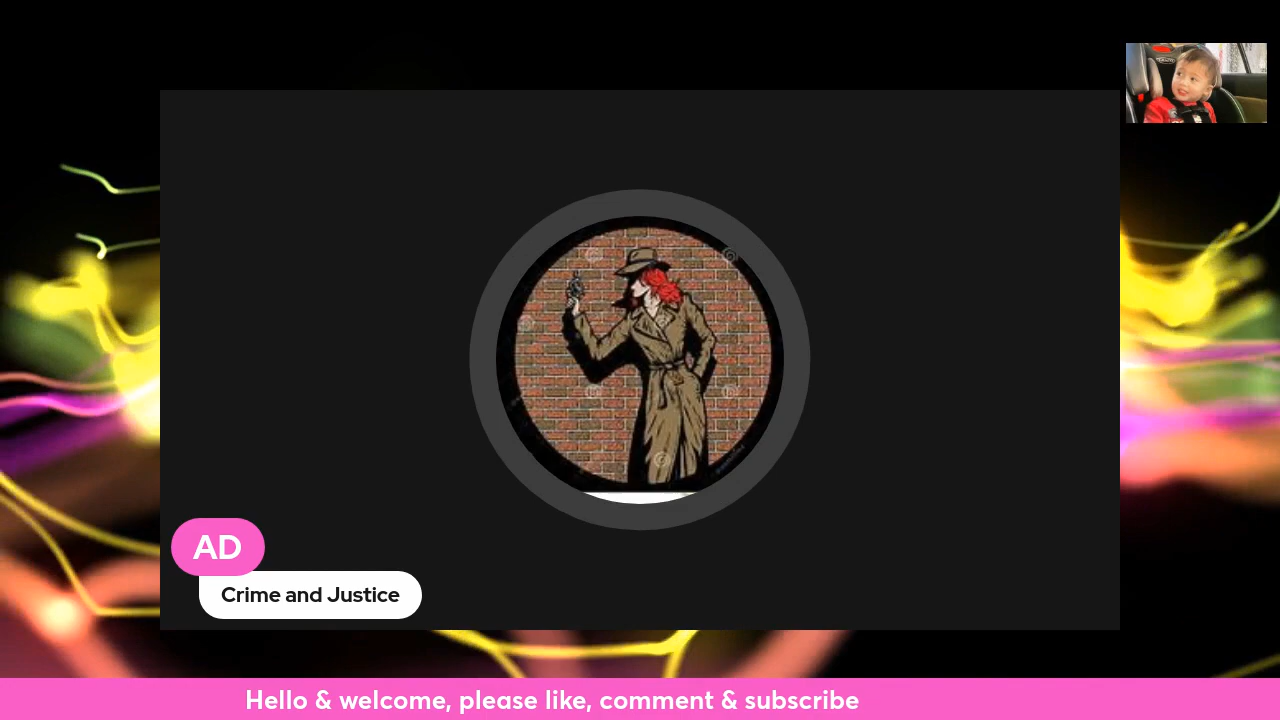 AD
Crime and Justice
Hello & welcome, please like, comment & subscribe